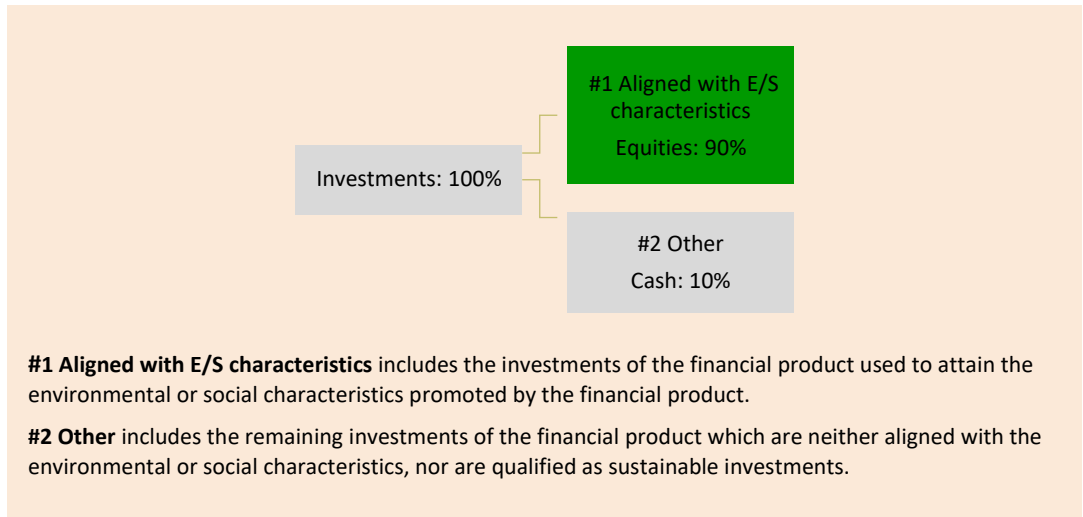 #1 Aligned with E/S
characteristics
Equities: 90%
Investments: 100%
#2 Other
Cash: 10%
#1 Aligned with E/S characteristics includes the investments of the financial product used to attain the
environmental or social characteristics promoted by the financial product.
#2 Other includes the remaining investments of the financial product which are neither aligned with the
environmental or social characteristics, nor are qualified as sustainable investments.